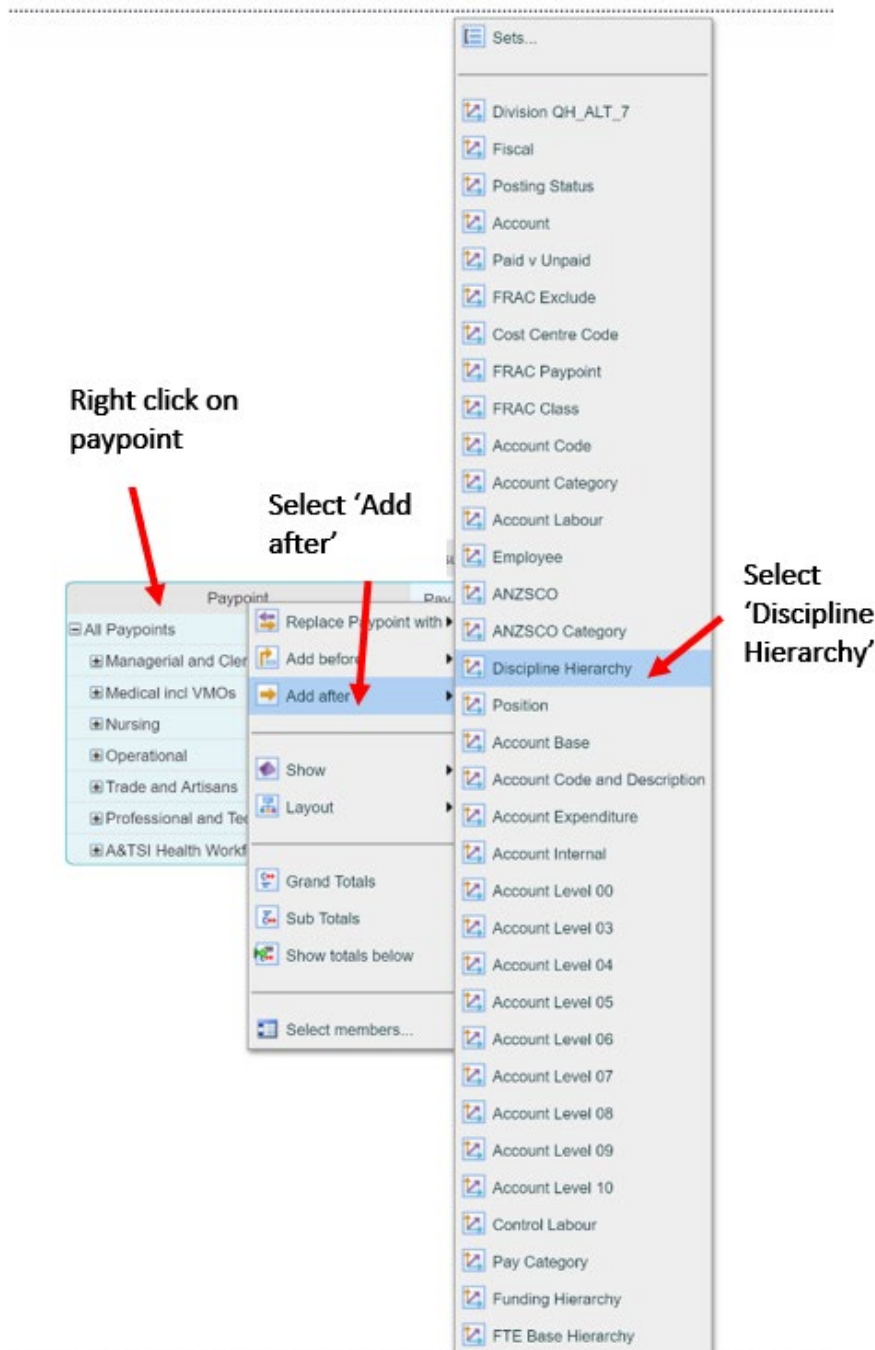 Sets...
Division QH_ALT_7
Fiscal
Posting Status
Account
Paid v Unpaid
FRAC Exclude
Cost Centre Code
FRAC Paypoint
FRAC Class
Account Code
Account Category
Account Labour
Employee
ANZSCO
ANZSCO Category
Discipline Hierarchy
Position
Account Base
Account Code and Description
Account Expenditure
Account Internal
Account Level 00
Account Level 03
Account Level 04
Account Level 05
Account Level 06
Account Level 07
Account Level 08
Account Level 09
Account Level 10
Control Labour
Pay Category
Funding Hierarchy
FTE Base Hierarchy
Right click on
paypoint
Select ‘Add
after’
Select
‘Discipline
Hierarchy’
Paypoint
Pay
All Paypoints
Managerial and Cler
Medical incl VMOs
Nursing
Operational
Trade and Artisans
Professional and Tec
A&TSI Health Workf
Replace Paypoint with
Add before
Add after
Show
Layout
Grand Totals
Sub Totals
Show totals below
Select members...